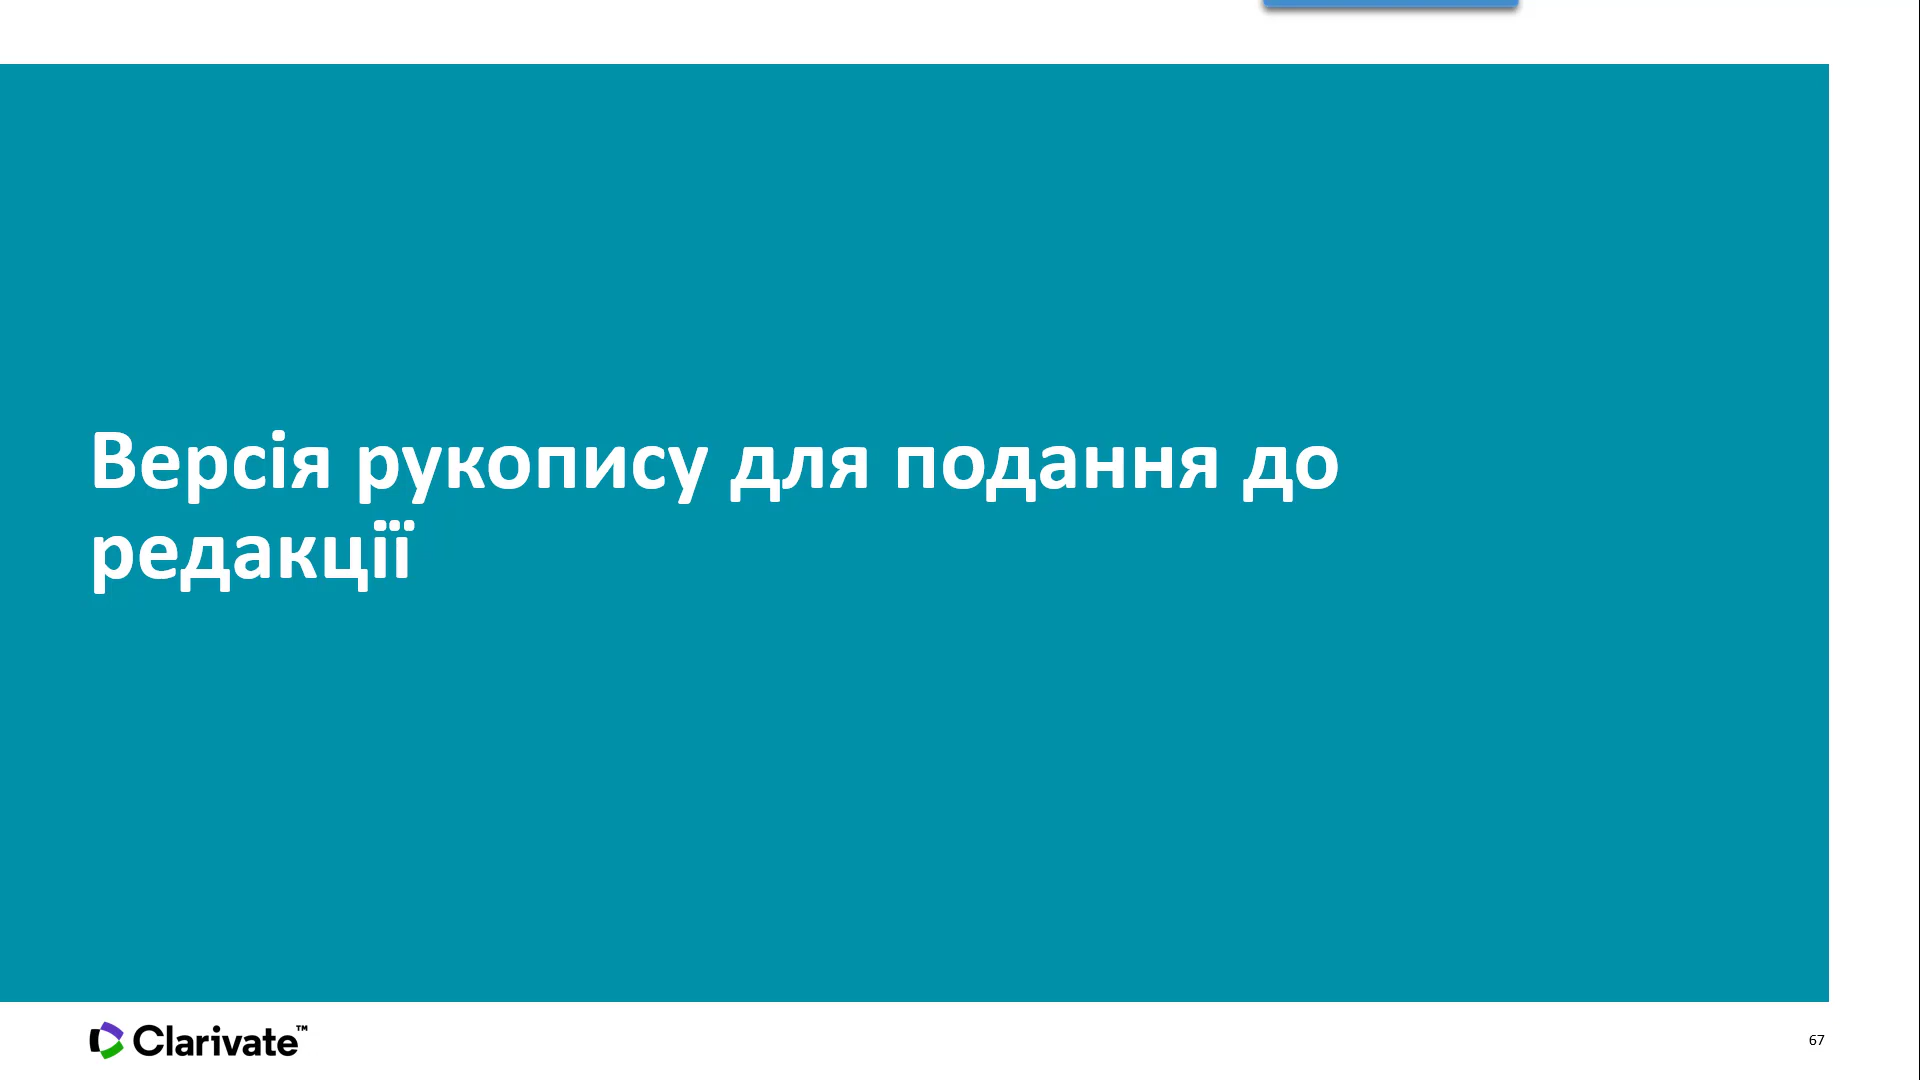 Версія рукопису для подання до
редакції
Clarivate™
67